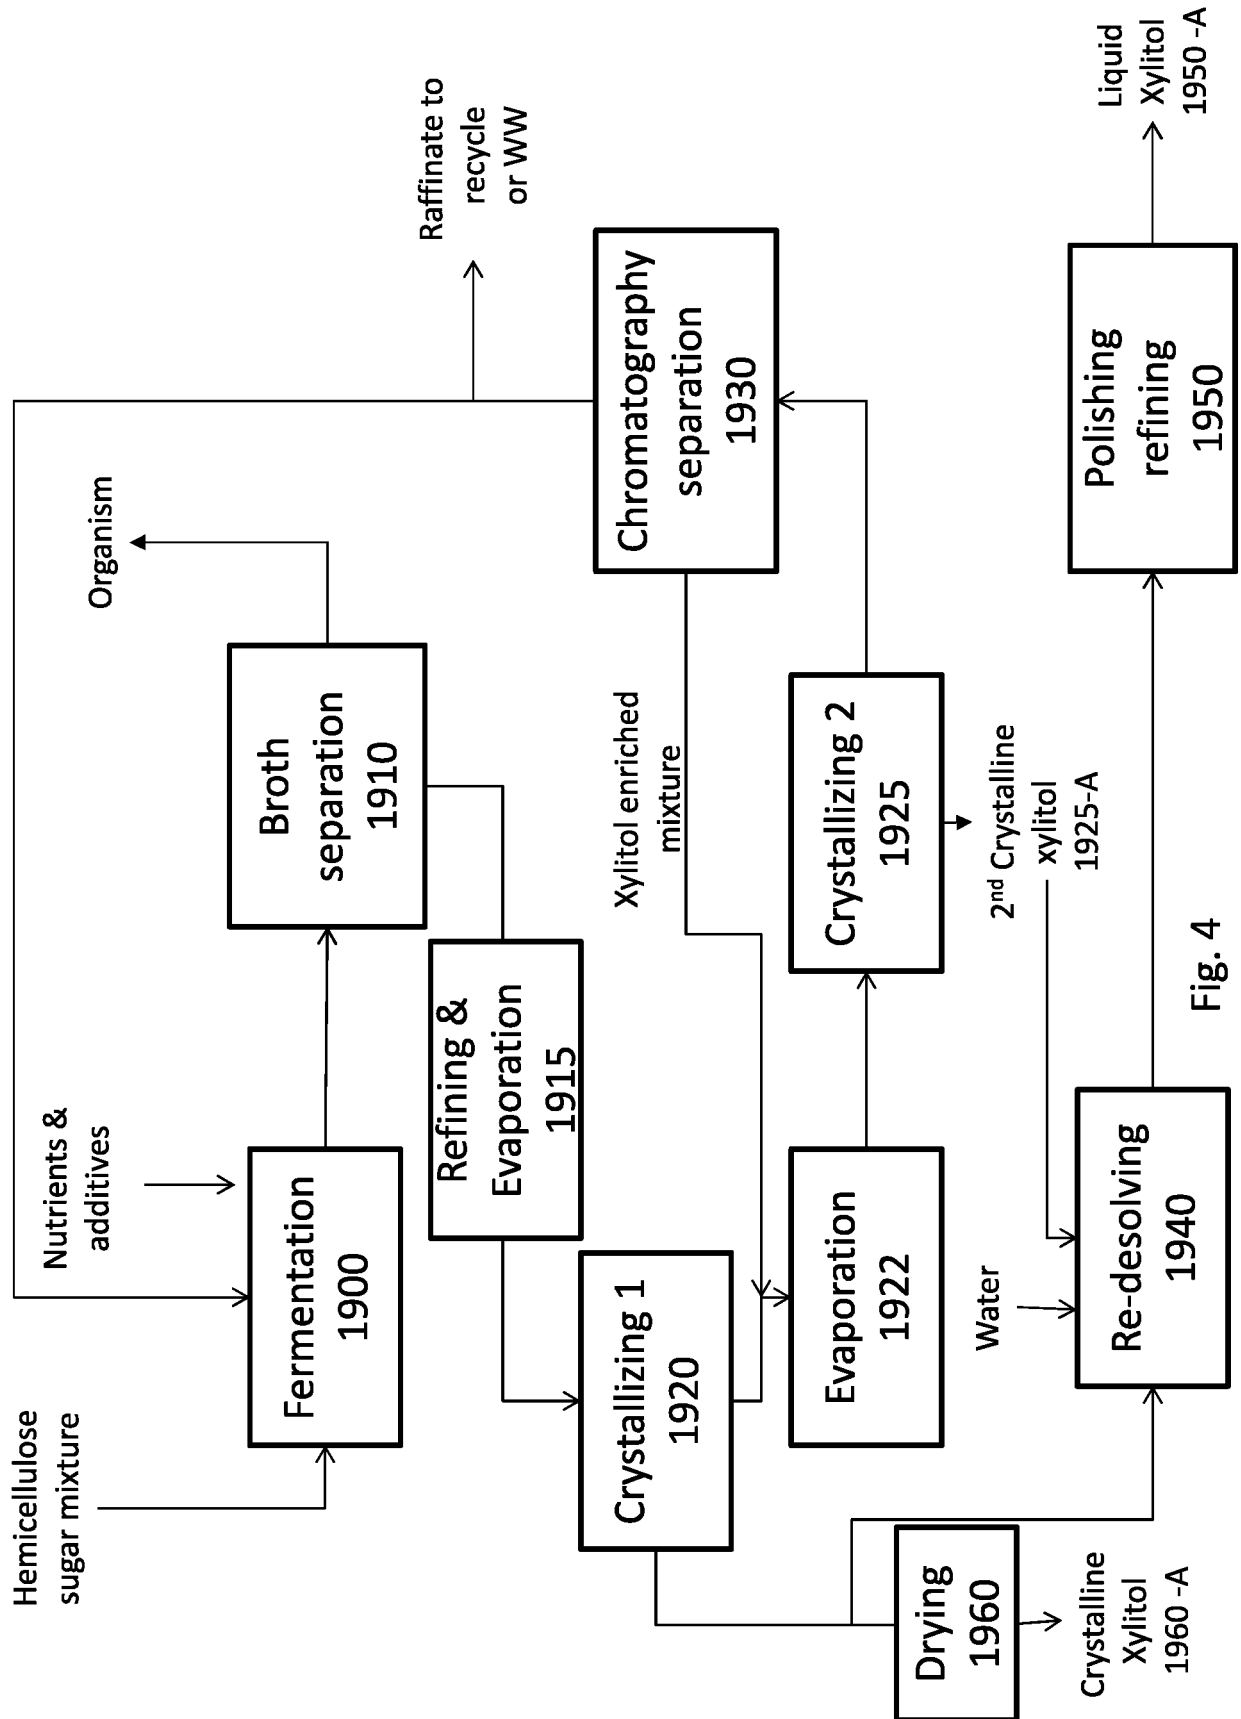 Hemicellulose
sugar mixture
Nutrients &
additives
Fermentation
1900
Organism
Broth
separation
1910
Refining &
Evaporation
1915
Raffinate to
recycle
or WW
Crystallizing 1
1920
Xylitol enriched
mixture
Chromatography
separation
1930
Evaporation
1922
Crystallizing 2
1925
Drying
1960
Crystalline
Xylitol
1960 -A
Water
2nd Crystalline
xylitol
1925-A
Re-desolving
1940
Polishing
refining
1950
Liquid
Xylitol
1950 -A
Fig. 4